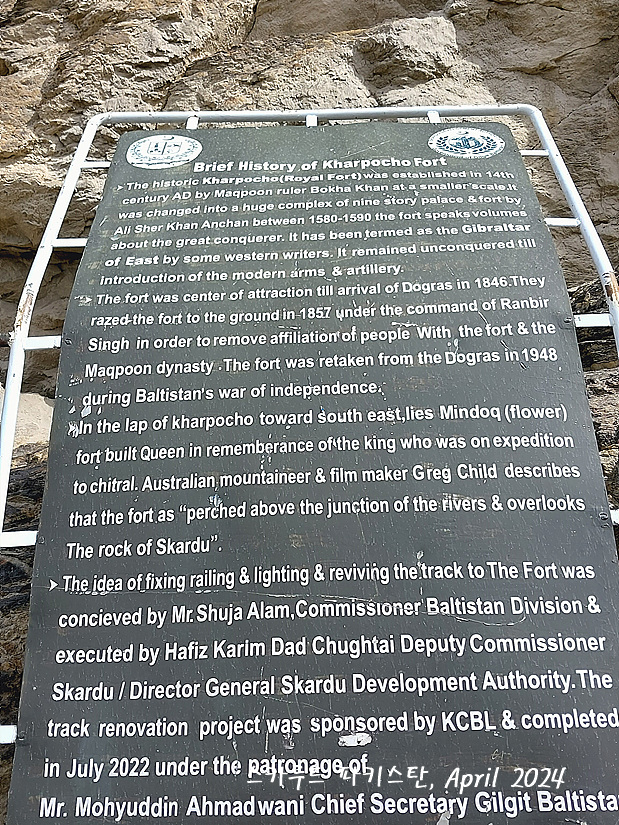 Brief History of Kharpocho Fort
The historic Kharpocho(Royal Fort)was established in 14th
century AD by Maqpoon ruler Bokha Khan at a smaller scale.It
was changed into a huge complex of nine story palace & fort by
Ali Sher Khan Anchan between 1580-1590 the fort speaks volumes
about the great conquerer. It has been termed as the Gibraltar
of East by some western writers. It remained unconquered till
introduction of the modern arms & artillery.
The fort was center of attraction till arrival of Dogras in 1846.They
razed the fort to the ground in 1857 under the command of Ranbir
Singh in order to remove affiliation of people With the fort & the
Maqpoon dynasty .The fort was retaken from the Dogras in 1948
during Baltistan's war of independence.
In the lap of kharpocho toward south east,lies Mindoq (flower)
fort built Queen in rememberance of the king who was on expedition
to chitral. Australian mountaineer & film maker Greg Child describes
that the fort as "perched above the junction of the rivers & overlooks
The rock of Skardu".
The idea of fixing railing & lighting & reviving the track to The Fort was
concieved by Mr.Shuja Alam,Commissioner Baltistan Division &
executed by Hafiz Karim Dad Chughtai Deputy Commissioner
Skardu / Director General Skardu Development Authority.The
track renovation project was sponsored by KCBL & completed
in July 2022 under the patronage of
스카루드 파키스탄, April 2024
Mr. Mohyuddin Ahmad wani Chief Secretary Gilgit Baltista